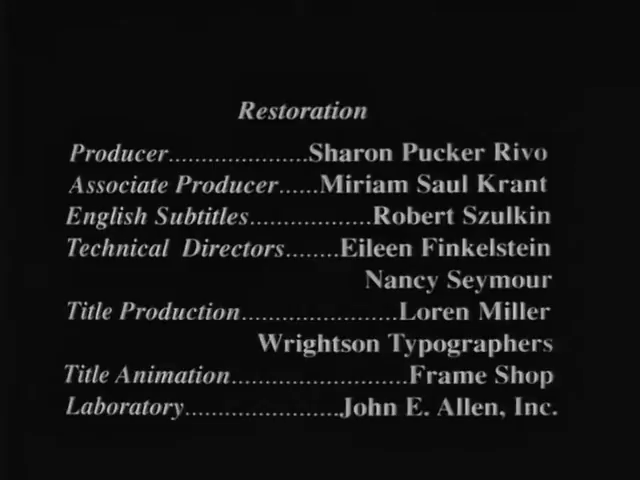 Restoration
Producer......................Sharon Pucker Rivo
Associate Producer......Miriam Saul Krant
English Subtitles...................Robert Szulkin
Technical Directors........Eileen Finkelstein
Nancy Seymour
Title Production........................Loren Miller
Wrightson Typographers
Title Animation...........................Frame Shop
Laboratory........................John E. Allen, Inc.